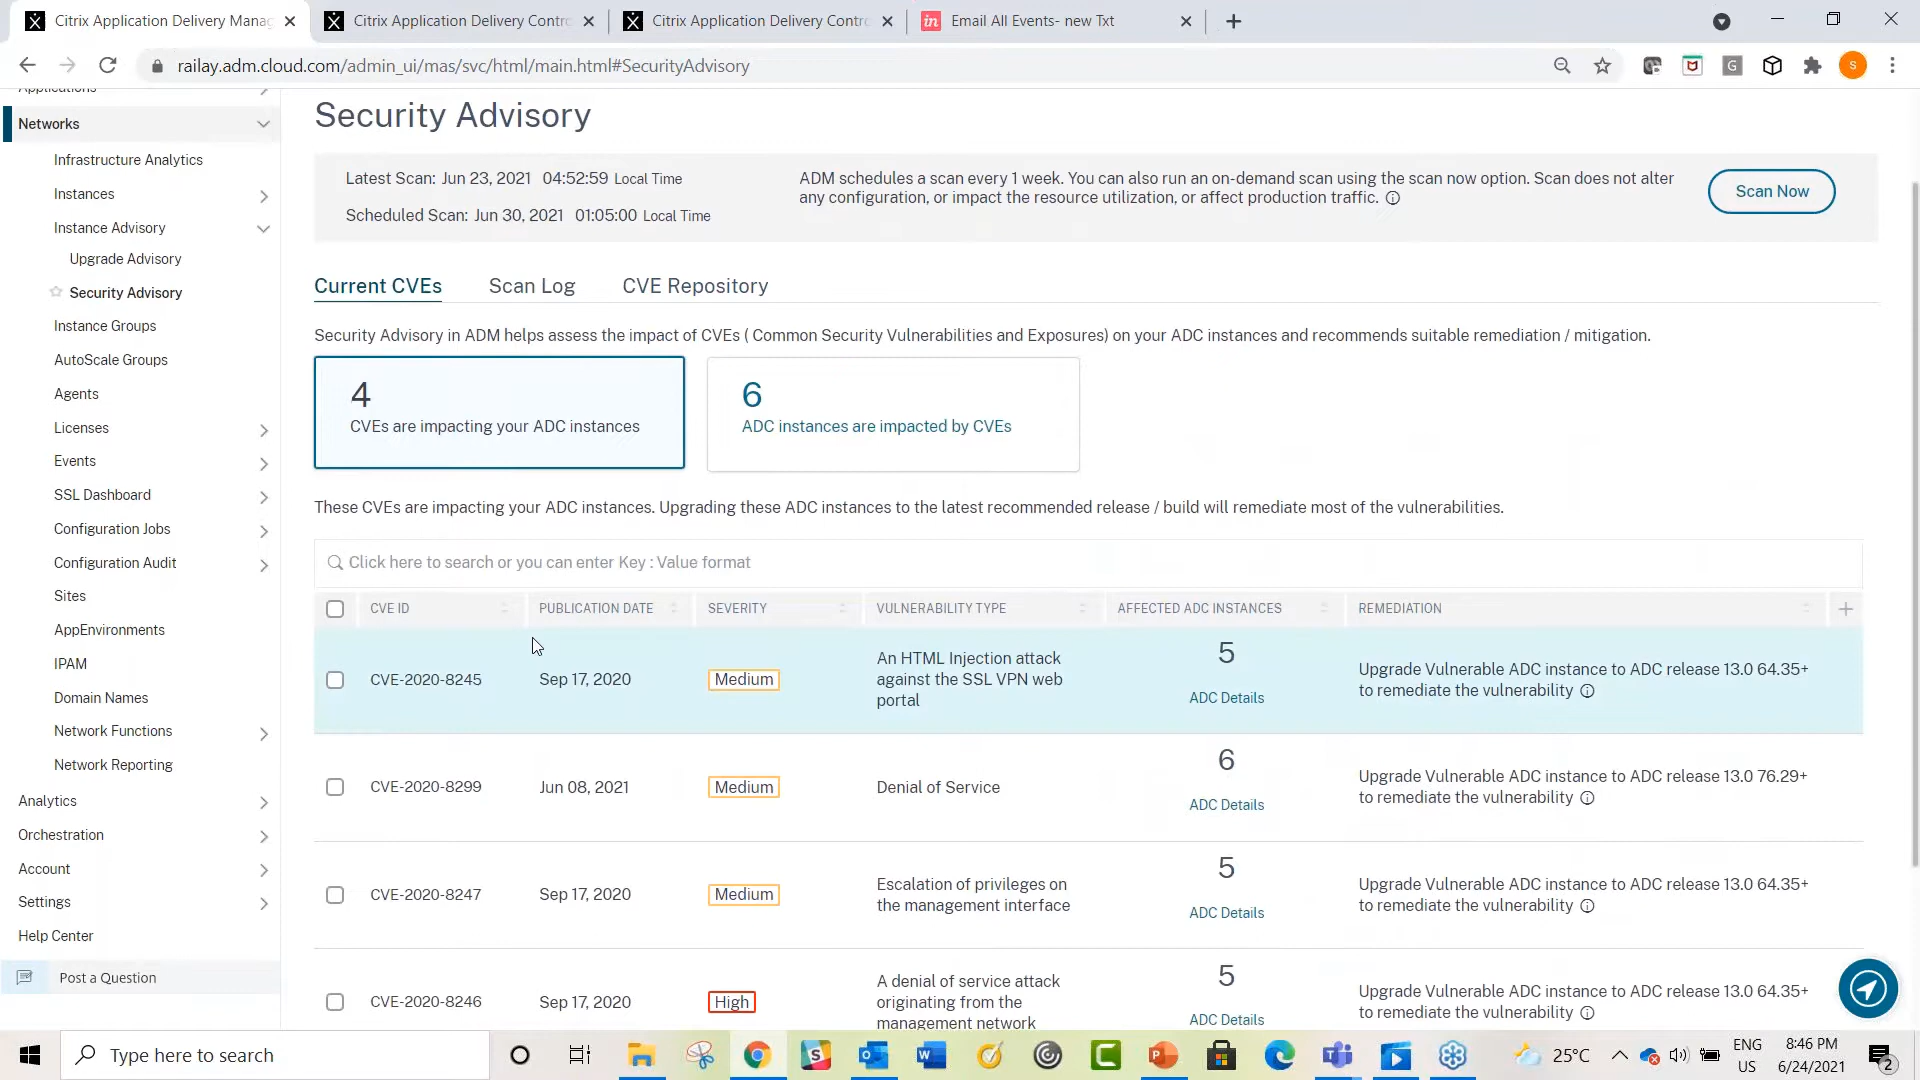 Citrix Application Delivery Manag
Citrix Application Delivery Contro
Citrix Application Delivery Contro
in Email All Events- new Txt
railay.adm.cloud.com/admin_ui/mas/svc/html/main.html#SecurityAdvisory
G
S
Applications
Networks
Infrastructure Analytics
Instances
Instance Advisory
Upgrade Advisory
Security Advisory
Instance Groups
AutoScale Groups
Agents
Licenses
Events
SSL Dashboard
Configuration Jobs
Configuration Audit
Sites
AppEnvironments
IPAM
Domain Names
Network Functions
Network Reporting
Analytics
Orchestration
Account
Settings
Help Center
Post a Question
Security Advisory
Latest Scan: Jun 23, 2021 04:52:59 Local Time
Scheduled Scan: Jun 30, 2021 01:05:00 Local Time
ADM schedules a scan every 1 week. You can also run an on-demand scan using the scan now option. Scan does not alter
any configuration, or impact the resource utilization, or affect production traffic.
Scan Now
Current CVEs Scan Log CVE Repository
Security Advisory in ADM helps assess the impact of CVEs ( Common Security Vulnerabilities and Exposures) on your ADC instances and recommends suitable remediation / mitigation.
4
CVEs are impacting your ADC instances
6
ADC instances are impacted by CVEs
These CVEs are impacting your ADC instances. Upgrading these ADC instances to the latest recommended release / build will remediate most of the vulnerabilities.
Click here to search or you can enter Key : Value format
CVE ID PUBLICATION DATE SEVERITY VULNERABILITY TYPE AFFECTED ADC INSTANCES REMEDIATION
CVE-2020-8245 Sep 17, 2020 Medium
An HTML Injection attack
against the SSL VPN web
portal
5
ADC Details
Upgrade Vulnerable ADC instance to ADC release 13.0 64.35+
to remediate the vulnerability
CVE-2020-8299 Jun 08, 2021 Medium Denial of Service
6
ADC Details
Upgrade Vulnerable ADC instance to ADC release 13.0 76.29+
to remediate the vulnerability
CVE-2020-8247 Sep 17, 2020 Medium
Escalation of privileges on
the management interface
5
ADC Details
Upgrade Vulnerable ADC instance to ADC release 13.0 64.35+
to remediate the vulnerability
CVE-2020-8246 Sep 17, 2020 High
A denial of service attack
originating from the
management network
5
ADC Details
Upgrade Vulnerable ADC instance to ADC release 13.0 64.35+
to remediate the vulnerability
Type here to search
25°C
ENG
US
8:46 PM
6/24/2021
2